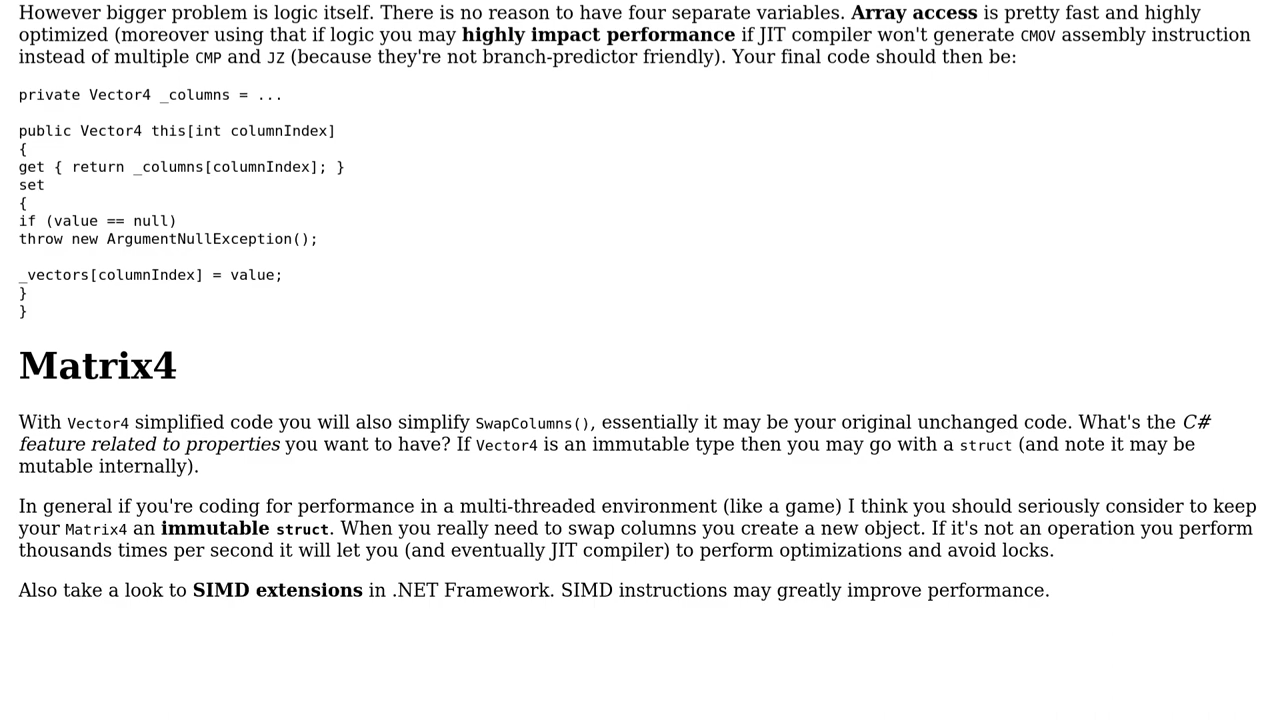 However bigger problem is logic itself. There is no reason to have four separate variables. Array access is pretty fast and highly
optimized (moreover using that if logic you may highly impact performance if JIT compiler won't generate CMOV assembly instruction
instead of multiple CMP and JZ (because they're not branch-predictor friendly). Your final code should then be:
private Vector4 _columns = ...
public Vector4 this[int columnIndex]
{
get { return _columns[columnIndex]; }
set
{
if (value == null)
throw new ArgumentNullException();
_vectors[columnIndex] = value;
}
}
Matrix4
With Vector4 simplified code you will also simplify SwapColumns(), essentially it may be your original unchanged code. What's the C#
feature related to properties you want to have? If Vector4 is an immutable type then you may go with a struct (and note it may be
mutable internally).
In general if you're coding for performance in a multi-threaded environment (like a game) I think you should seriously consider to keep
your Matrix4 an immutable struct. When you really need to swap columns you create a new object. If it's not an operation you perform
thousands times per second it will let you (and eventually JIT compiler) to perform optimizations and avoid locks.
Also take a look to SIMD extensions in .NET Framework. SIMD instructions may greatly improve performance.